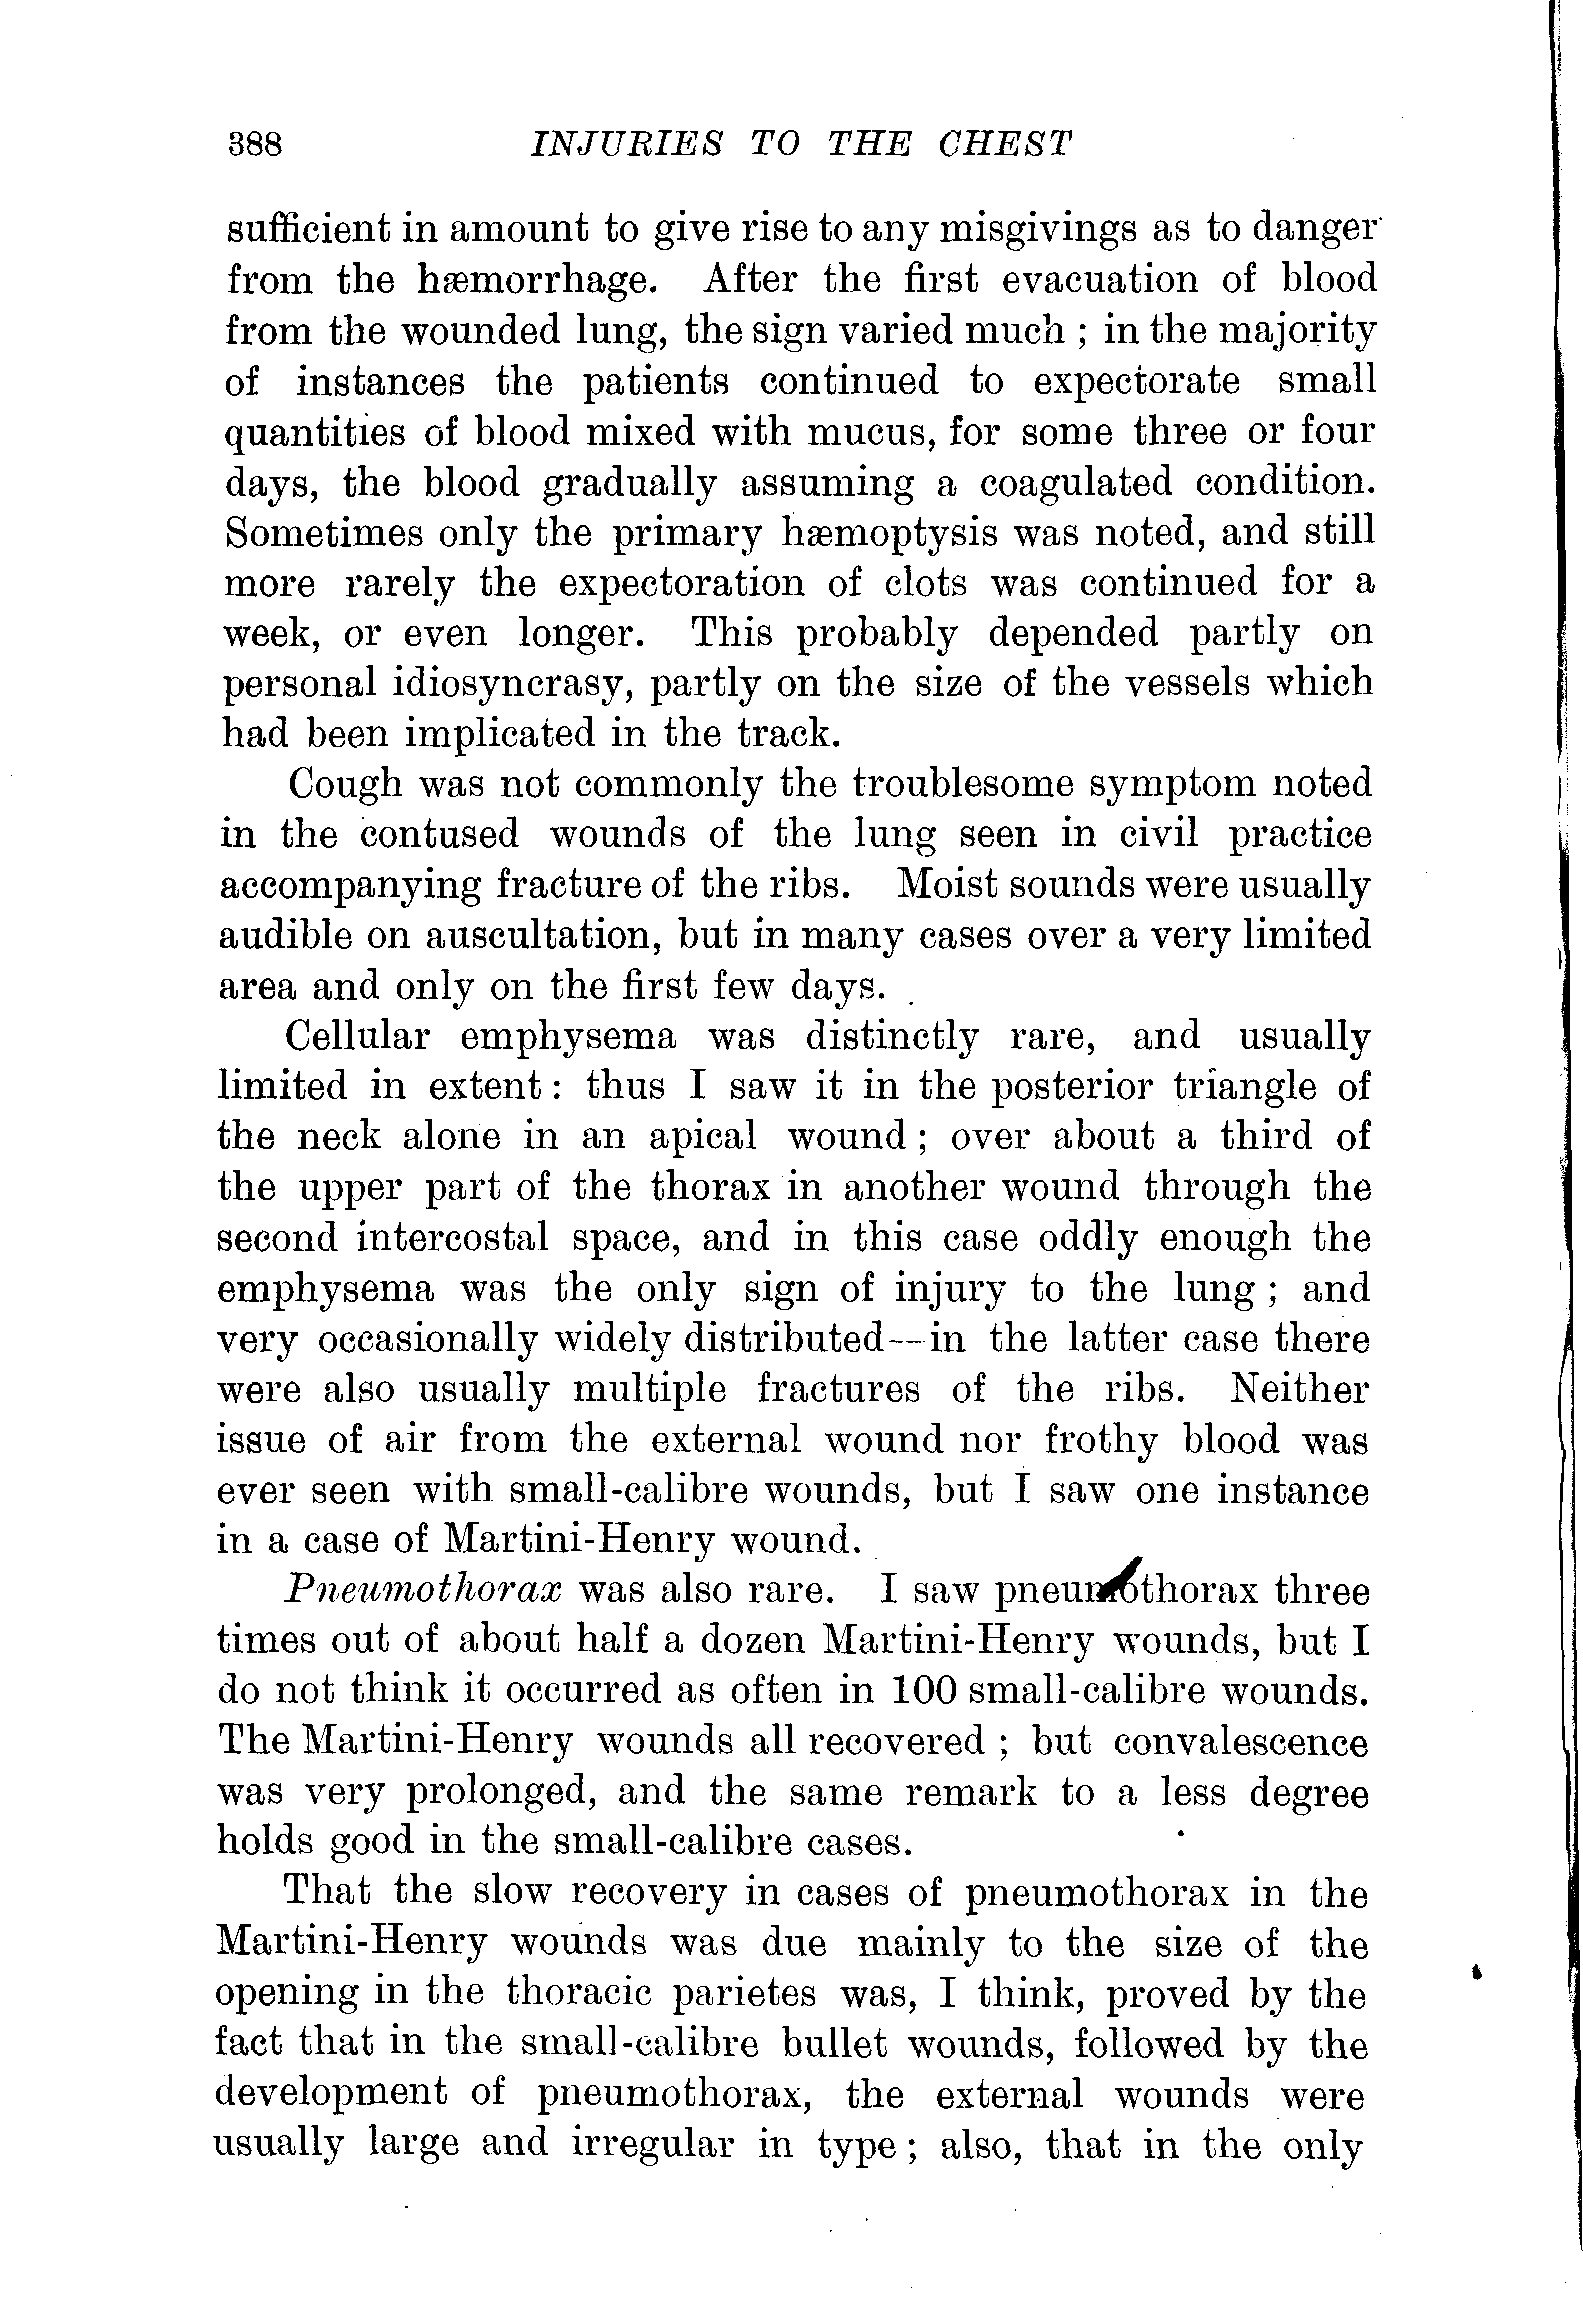 388 INJURIES TO THE CHEST
sufficient in amount to give rise to any misgivings as to danger
from the hæmorrhage. After the first evacuation of blood
from the wounded lung, the sign varied much ; in the majority
of instances the patients continued to expectorate small
quantities of blood mixed with mucus, for some three or four
days, the blood gradually assuming a coagulated condition.
Sometimes only the primary hæmoptysis was noted, and still
more rarely the expectoration of clots was continued for a
week, or even longer. This probably depended partly on
personal idiosyncrasy, partly on the size of the vessels which
had been implicated in the track.
Cough was not commonly the troublesome symptom noted
in the contused wounds of the lung seen in civil practice
accompanying fracture of the ribs. Moist sounds were usually
audible on auscultation, but in many cases over a very limited
area and only on the first few days.
Cellular emphysema was distinctly rare, and usually
limited in extent : thus I saw it in the posterior triangle of
the neck alone in an apical wound ; over about a third of
the upper part of the thorax in another wound through the
second intercostal space, and in this case oddly enough the
emphysema was the only sign of injury to the lung ; and
very occasionally widely distributed—in the latter case there
were also usually multiple fractures of the ribs. Neither
issue of air from the external wound nor frothy blood was
ever seen with small-calibre wounds, but I saw one instance
in a case of Martini-Henry wound.
Pneumothorax was also rare. I saw pneumothorax three
times out of about half a dozen Martini-Henry wounds, but I
do not think it occurred as often in 100 small-calibre wounds.
The Martini-Henry wounds all recovered ; but convalescence
was very prolonged, and the same remark to a less degree
holds good in the small-calibre cases.
That the slow recovery in cases of pneumothorax in the
Martini-Henry wounds was due mainly to the size of the
opening in the thoracic parietes was, I think, proved by the
fact that in the small-calibre bullet wounds, followed by the
development of pneumothorax, the external wounds were
usually large and irregular in type ; also, that in the only